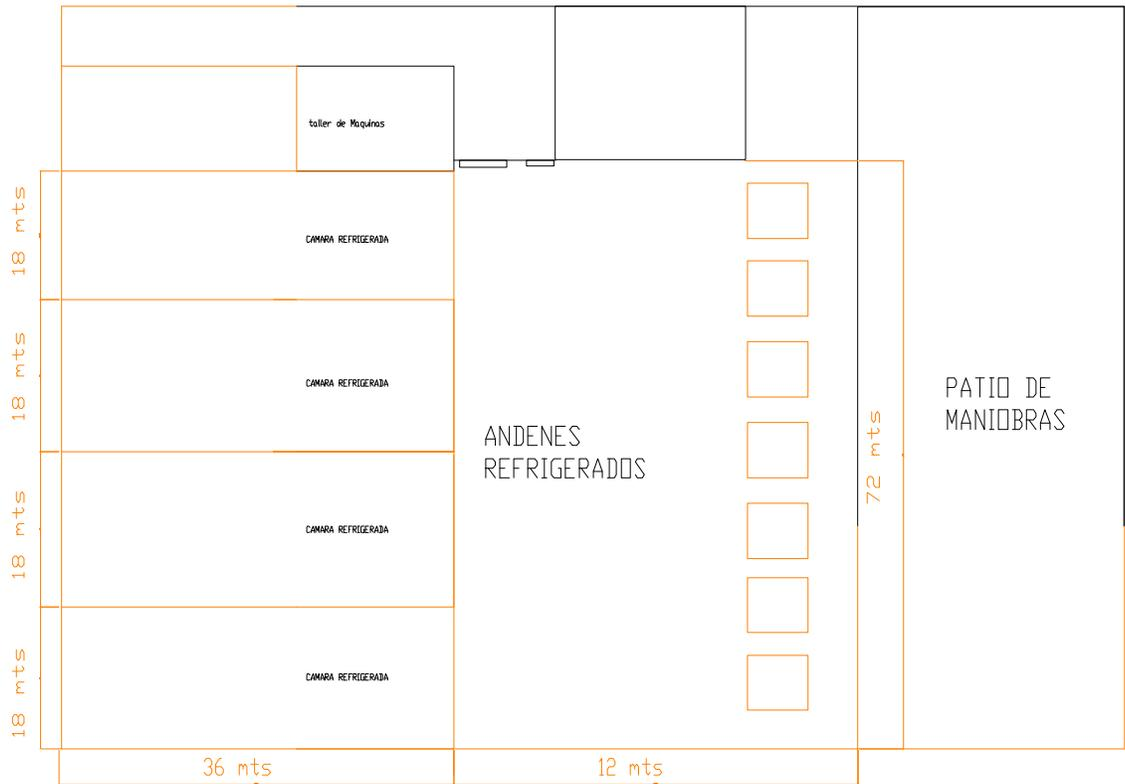 taller de Maquinas
18 mts
CAMARA REFRIGERADA
18 mts
CAMARA REFRIGERADA
PATIO DE
MANIOBRAS
ANDENES
REFRIGERADOS
72 mts
18 mts
CAMARA REFRIGERADA
18 mts
CAMARA REFRIGERADA
36 mts
12 mts